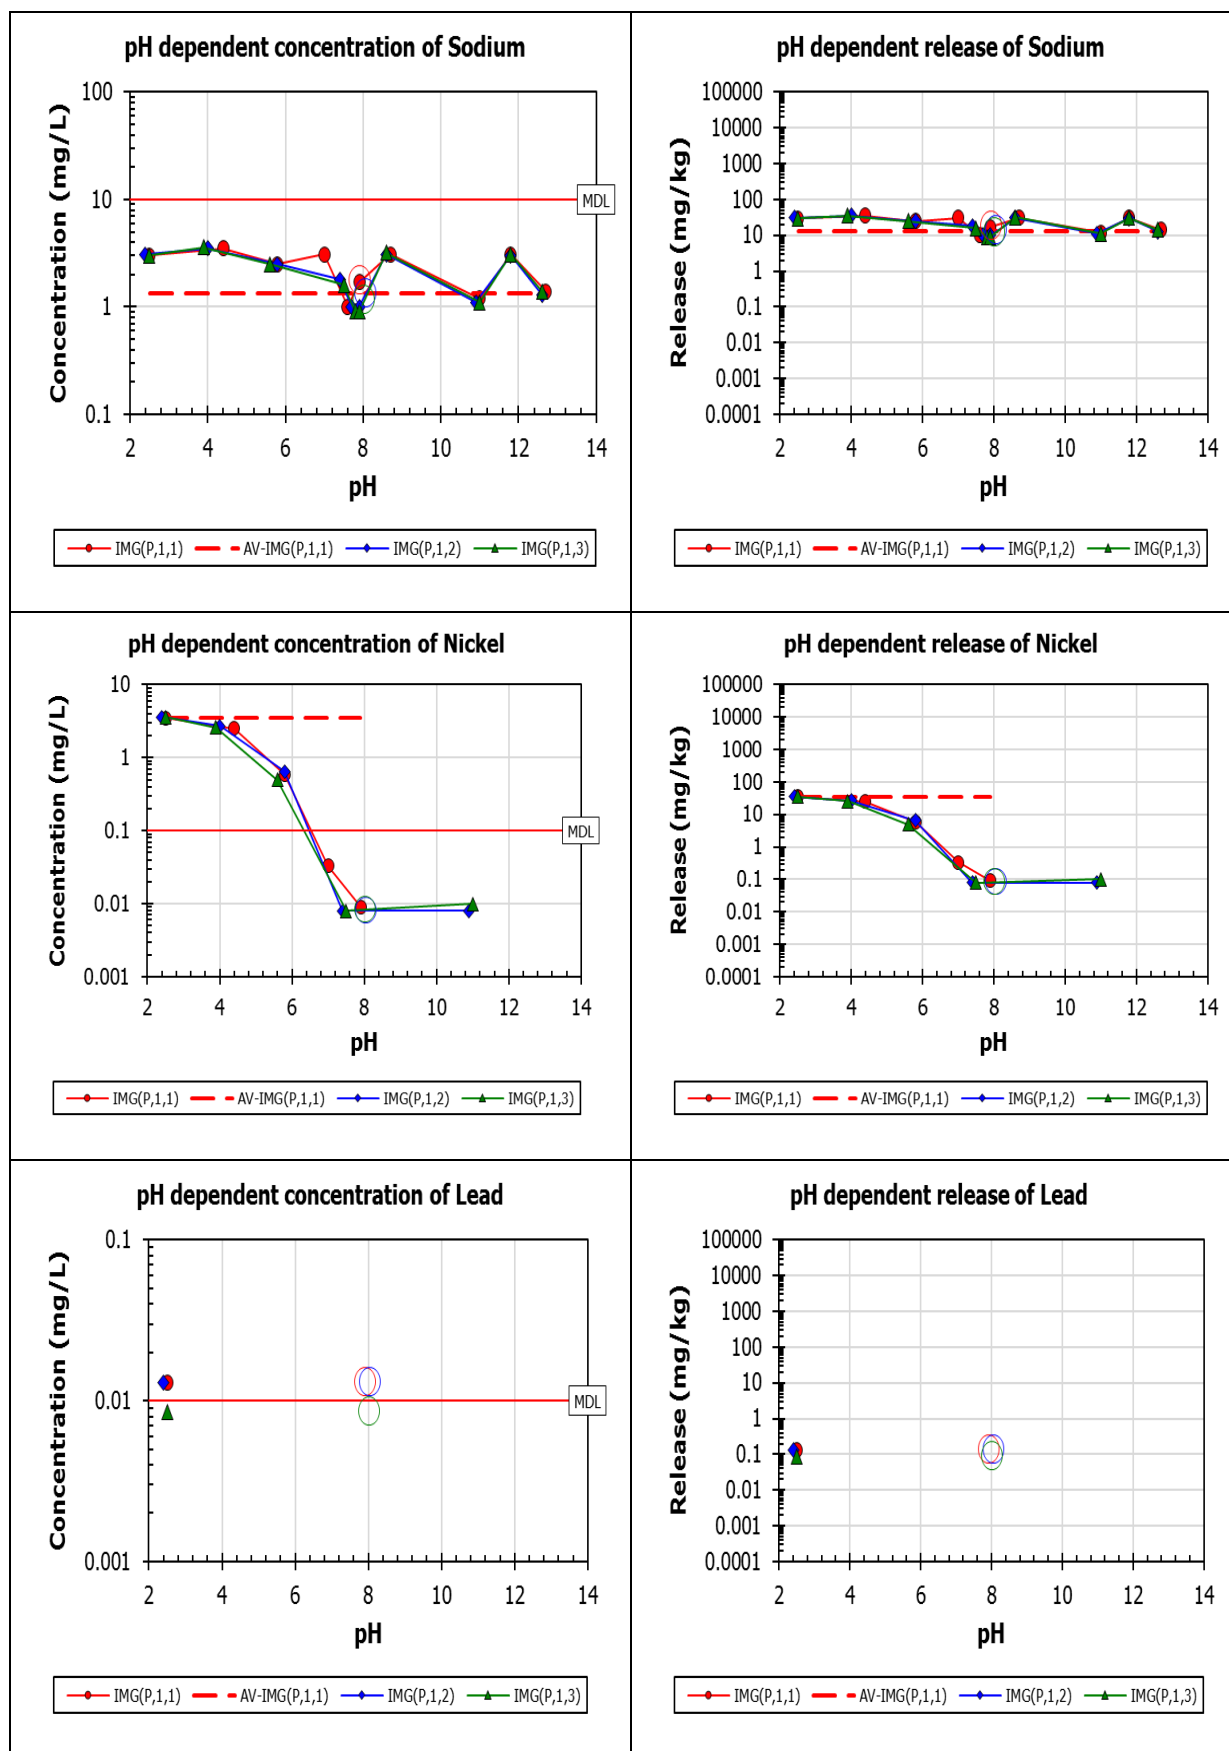 pH dependent concentration of Sodium
Concentration (mg/L)
100
10
1
0.1
MDL
2 4 6 8 10 12 14
pH
IMG(P,1,1) AV-IMG(P,1,1) IMG(P,1,2) IMG(P,1,3)
pH dependent release of Sodium
Release (mg/kg)
100000
10000
1000
100
10
1
0.1
0.01
0.001
0.0001
2 4 6 8 10 12 14
pH
IMG(P,1,1) AV-IMG(P,1,1) IMG(P,1,2) IMG(P,1,3)
pH dependent concentration of Nickel
Concentration (mg/L)
10
1
0.1
0.01
0.001
MDL
2 4 6 8 10 12 14
pH
IMG(P,1,1) AV-IMG(P,1,1) IMG(P,1,2) IMG(P,1,3)
pH dependent release of Nickel
Release (mg/kg)
100000
10000
1000
100
10
1
0.1
0.01
0.001
0.0001
2 4 6 8 10 12 14
pH
IMG(P,1,1) AV-IMG(P,1,1) IMG(P,1,2) IMG(P,1,3)
pH dependent concentration of Lead
Concentration (mg/L)
0.1
0.01
0.001
MDL
2 4 6 8 10 12 14
pH
IMG(P,1,1) AV-IMG(P,1,1) IMG(P,1,2) IMG(P,1,3)
pH dependent release of Lead
Release (mg/kg)
100000
10000
1000
100
10
1
0.1
0.01
0.001
0.0001
2 4 6 8 10 12 14
pH
IMG(P,1,1) AV-IMG(P,1,1) IMG(P,1,2) IMG(P,1,3)